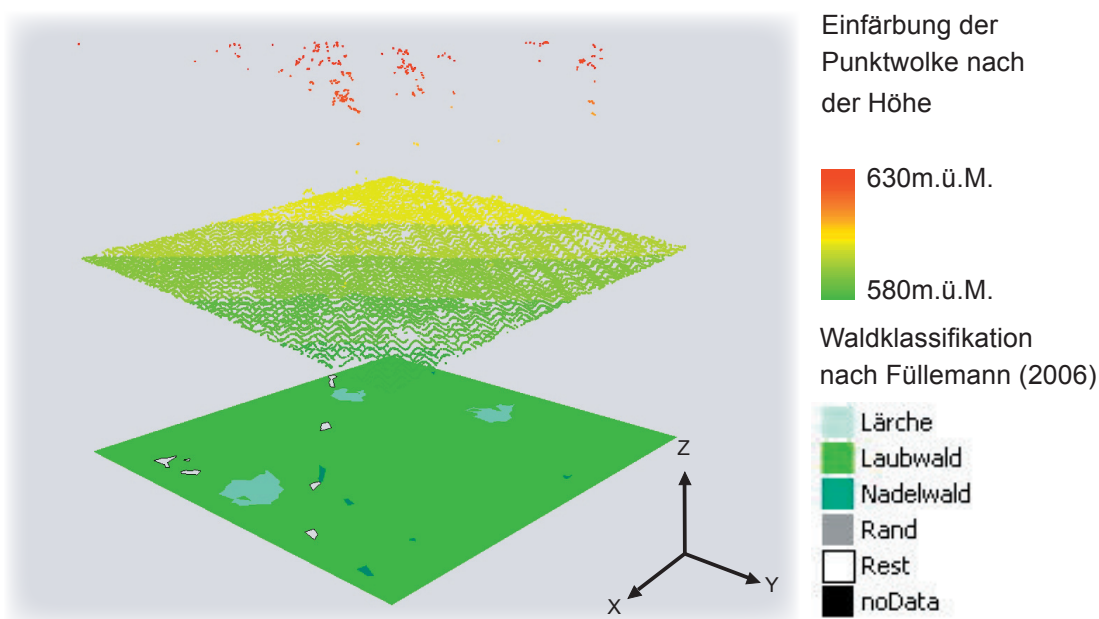 Einfärbung der
Punktwolke nach
der Höhe
630m.ü.M.
580m.ü.M.
Waldklassifikation
nach Füllemann (2006)
Lärche
Laubwald
Nadelwald
Rand
Rest
noData
Z
Y
X